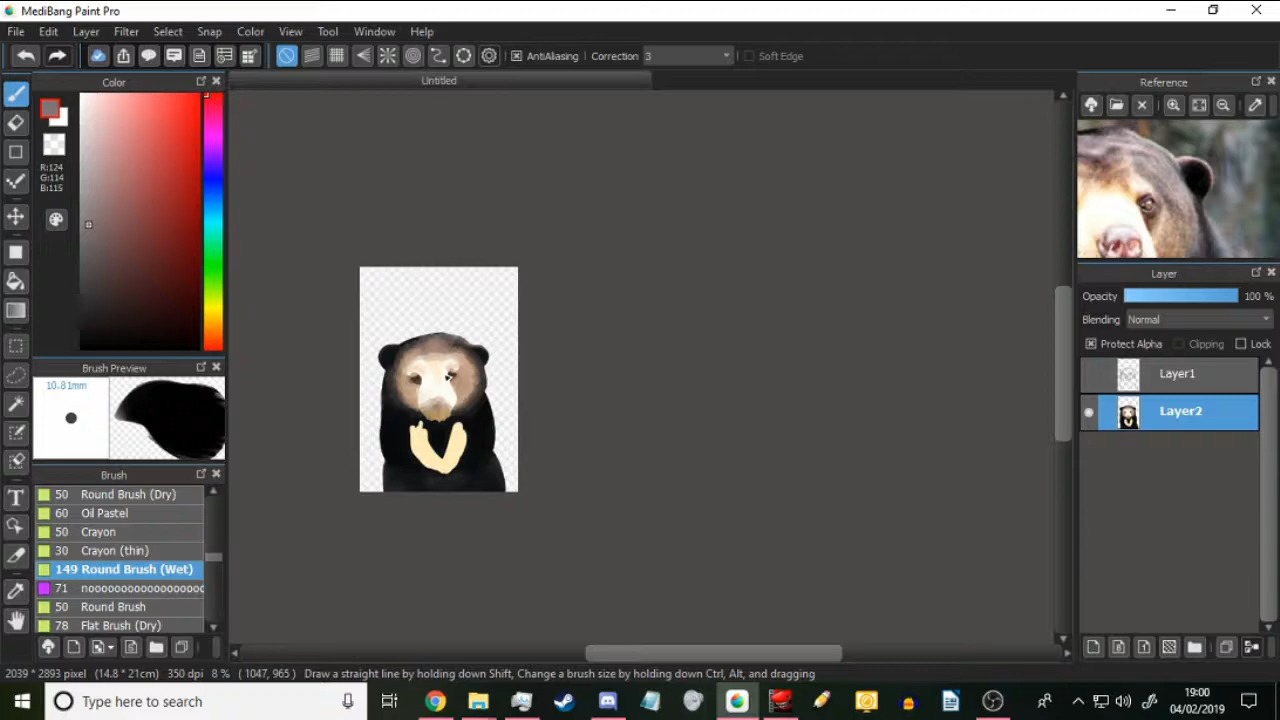 MediBang Paint Pro
File Edit Layer Filter Select Snap Color View Tool Window Help
AntiAliasing Correction 3 Soft Edge
Color
Untitled
Reference
R:124
G:114
B:115
Layer
Opacity 100 %
Blending Normal
Protect Alpha Clipping Lock
Layer1
Layer2
Brush Preview
10.81mm
Brush
50 Round Brush (Dry)
60 Oil Pastel
50 Crayon
30 Crayon (thin)
149 Round Brush (Wet)
71 nooooooooooooooooo
50 Round Brush
78 Flat Brush (Dry)
2039 * 2893 pixel (14.8 * 21cm) 350 dpi 8 % ( 1047, 965 ) Draw a straight line by holding down Shift, Change a brush size by holding down Ctrl, Alt, and dragging
Type here to search
19:00
04/02/2019